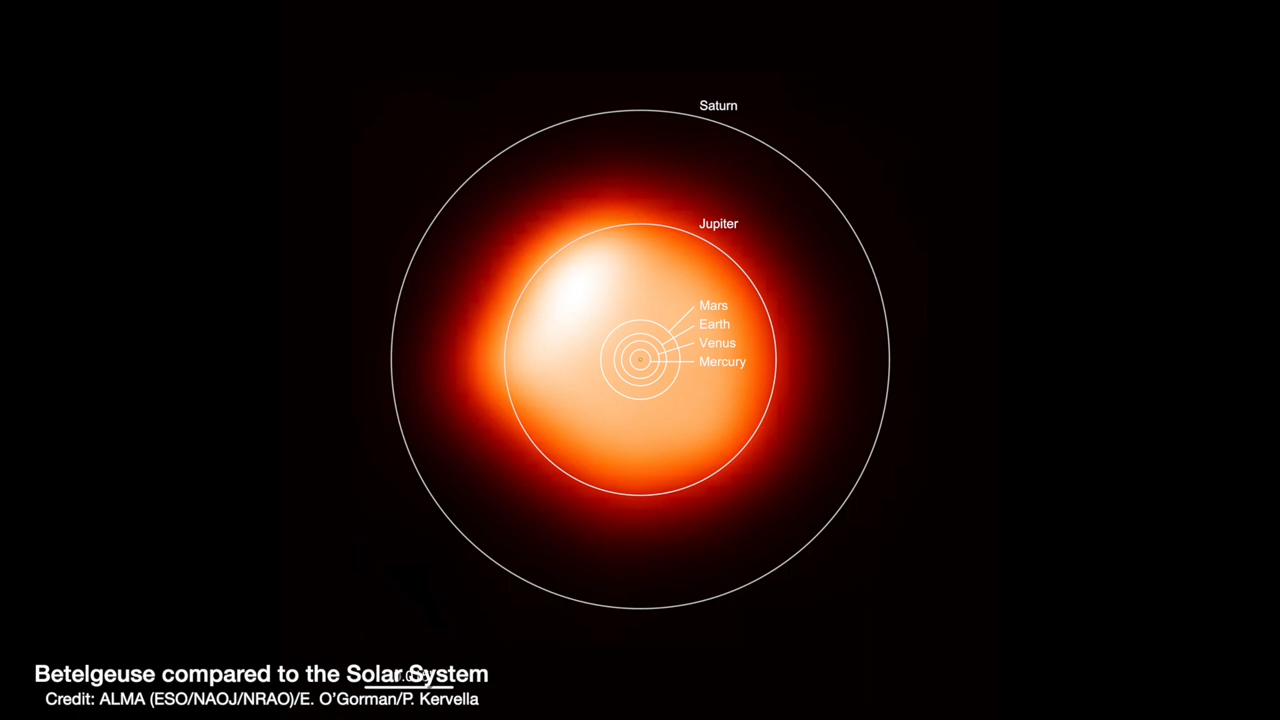 Saturn
Jupiter
Mars
Earth
Venus
Mercury
Betelgeuse compared to the Solar System
Credit: ALMA (ESO/NAOJ/NRAO)/E. O'Gorman/P. Kervella